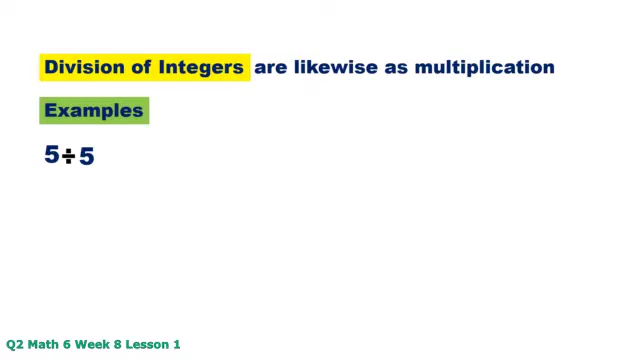 Division of Integers are likewise as multiplication
Examples
5÷5
Q2 Math 6 Week 8 Lesson 1